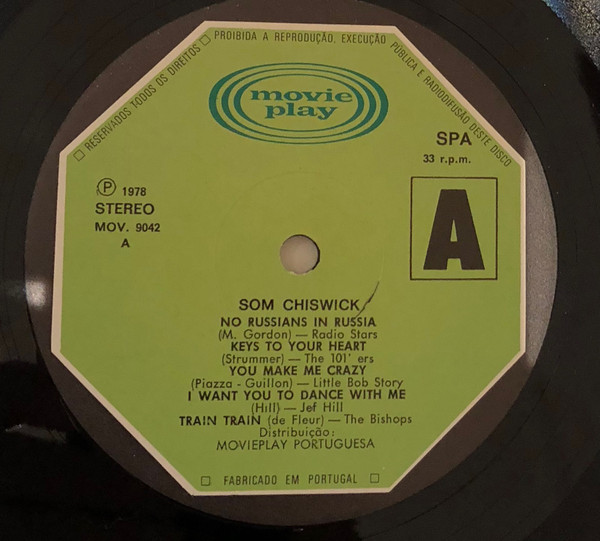 □ RESERVADOS TODOS OS DIREITOS □ PROIBIDA A REPRODUÇÃO, EXECUÇÃO PÚBLICA E RADIODIFUSÃO DESTE DISCO □
movie
play
SPA
33 r.p.m.
Ⓟ 1978
STEREO
MOV. 9042
A
A
SOM CHISWICK
NO RUSSIANS IN RUSSIA
(M. Gordon) — Radio Stars
KEYS TO YOUR HEART
(Strummer) — The 101' ers
YOU MAKE ME CRAZY
(Piazza - Guillon) — Little Bob Story
I WANT YOU TO DANCE WITH ME
(Hill) — Jef Hill
TRAIN TRAIN (de Fleur) — The Bishops
Distribuição:
MOVIEPLAY PORTUGUESA
□ FABRICADO EM PORTUGAL □